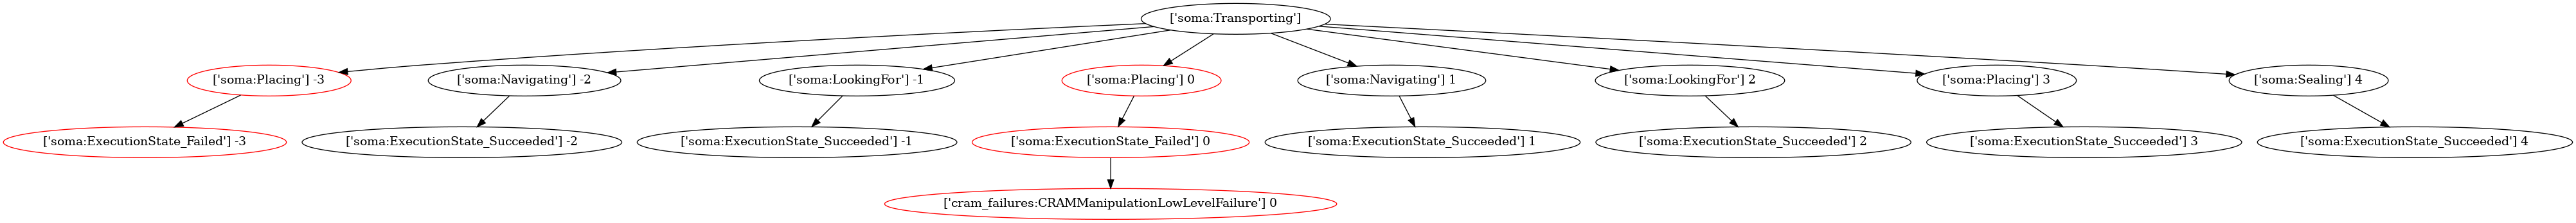 ['soma:Transporting']
['soma:Placing'] -3
['soma:Navigating'] -2
['soma:LookingFor'] -1
['soma:Placing'] 0
['soma:Navigating'] 1
['soma:LookingFor'] 2
['soma:Placing'] 3
['soma:Sealing'] 4
['soma:ExecutionState_Failed'] -3
['soma:ExecutionState_Succeeded'] -2
['soma:ExecutionState_Succeeded'] -1
['soma:ExecutionState_Failed'] 0
['soma:ExecutionState_Succeeded'] 1
['soma:ExecutionState_Succeeded'] 2
['soma:ExecutionState_Succeeded'] 3
['soma:ExecutionState_Succeeded'] 4
['cram_failures:CRAMManipulationLowLevelFailure'] 0